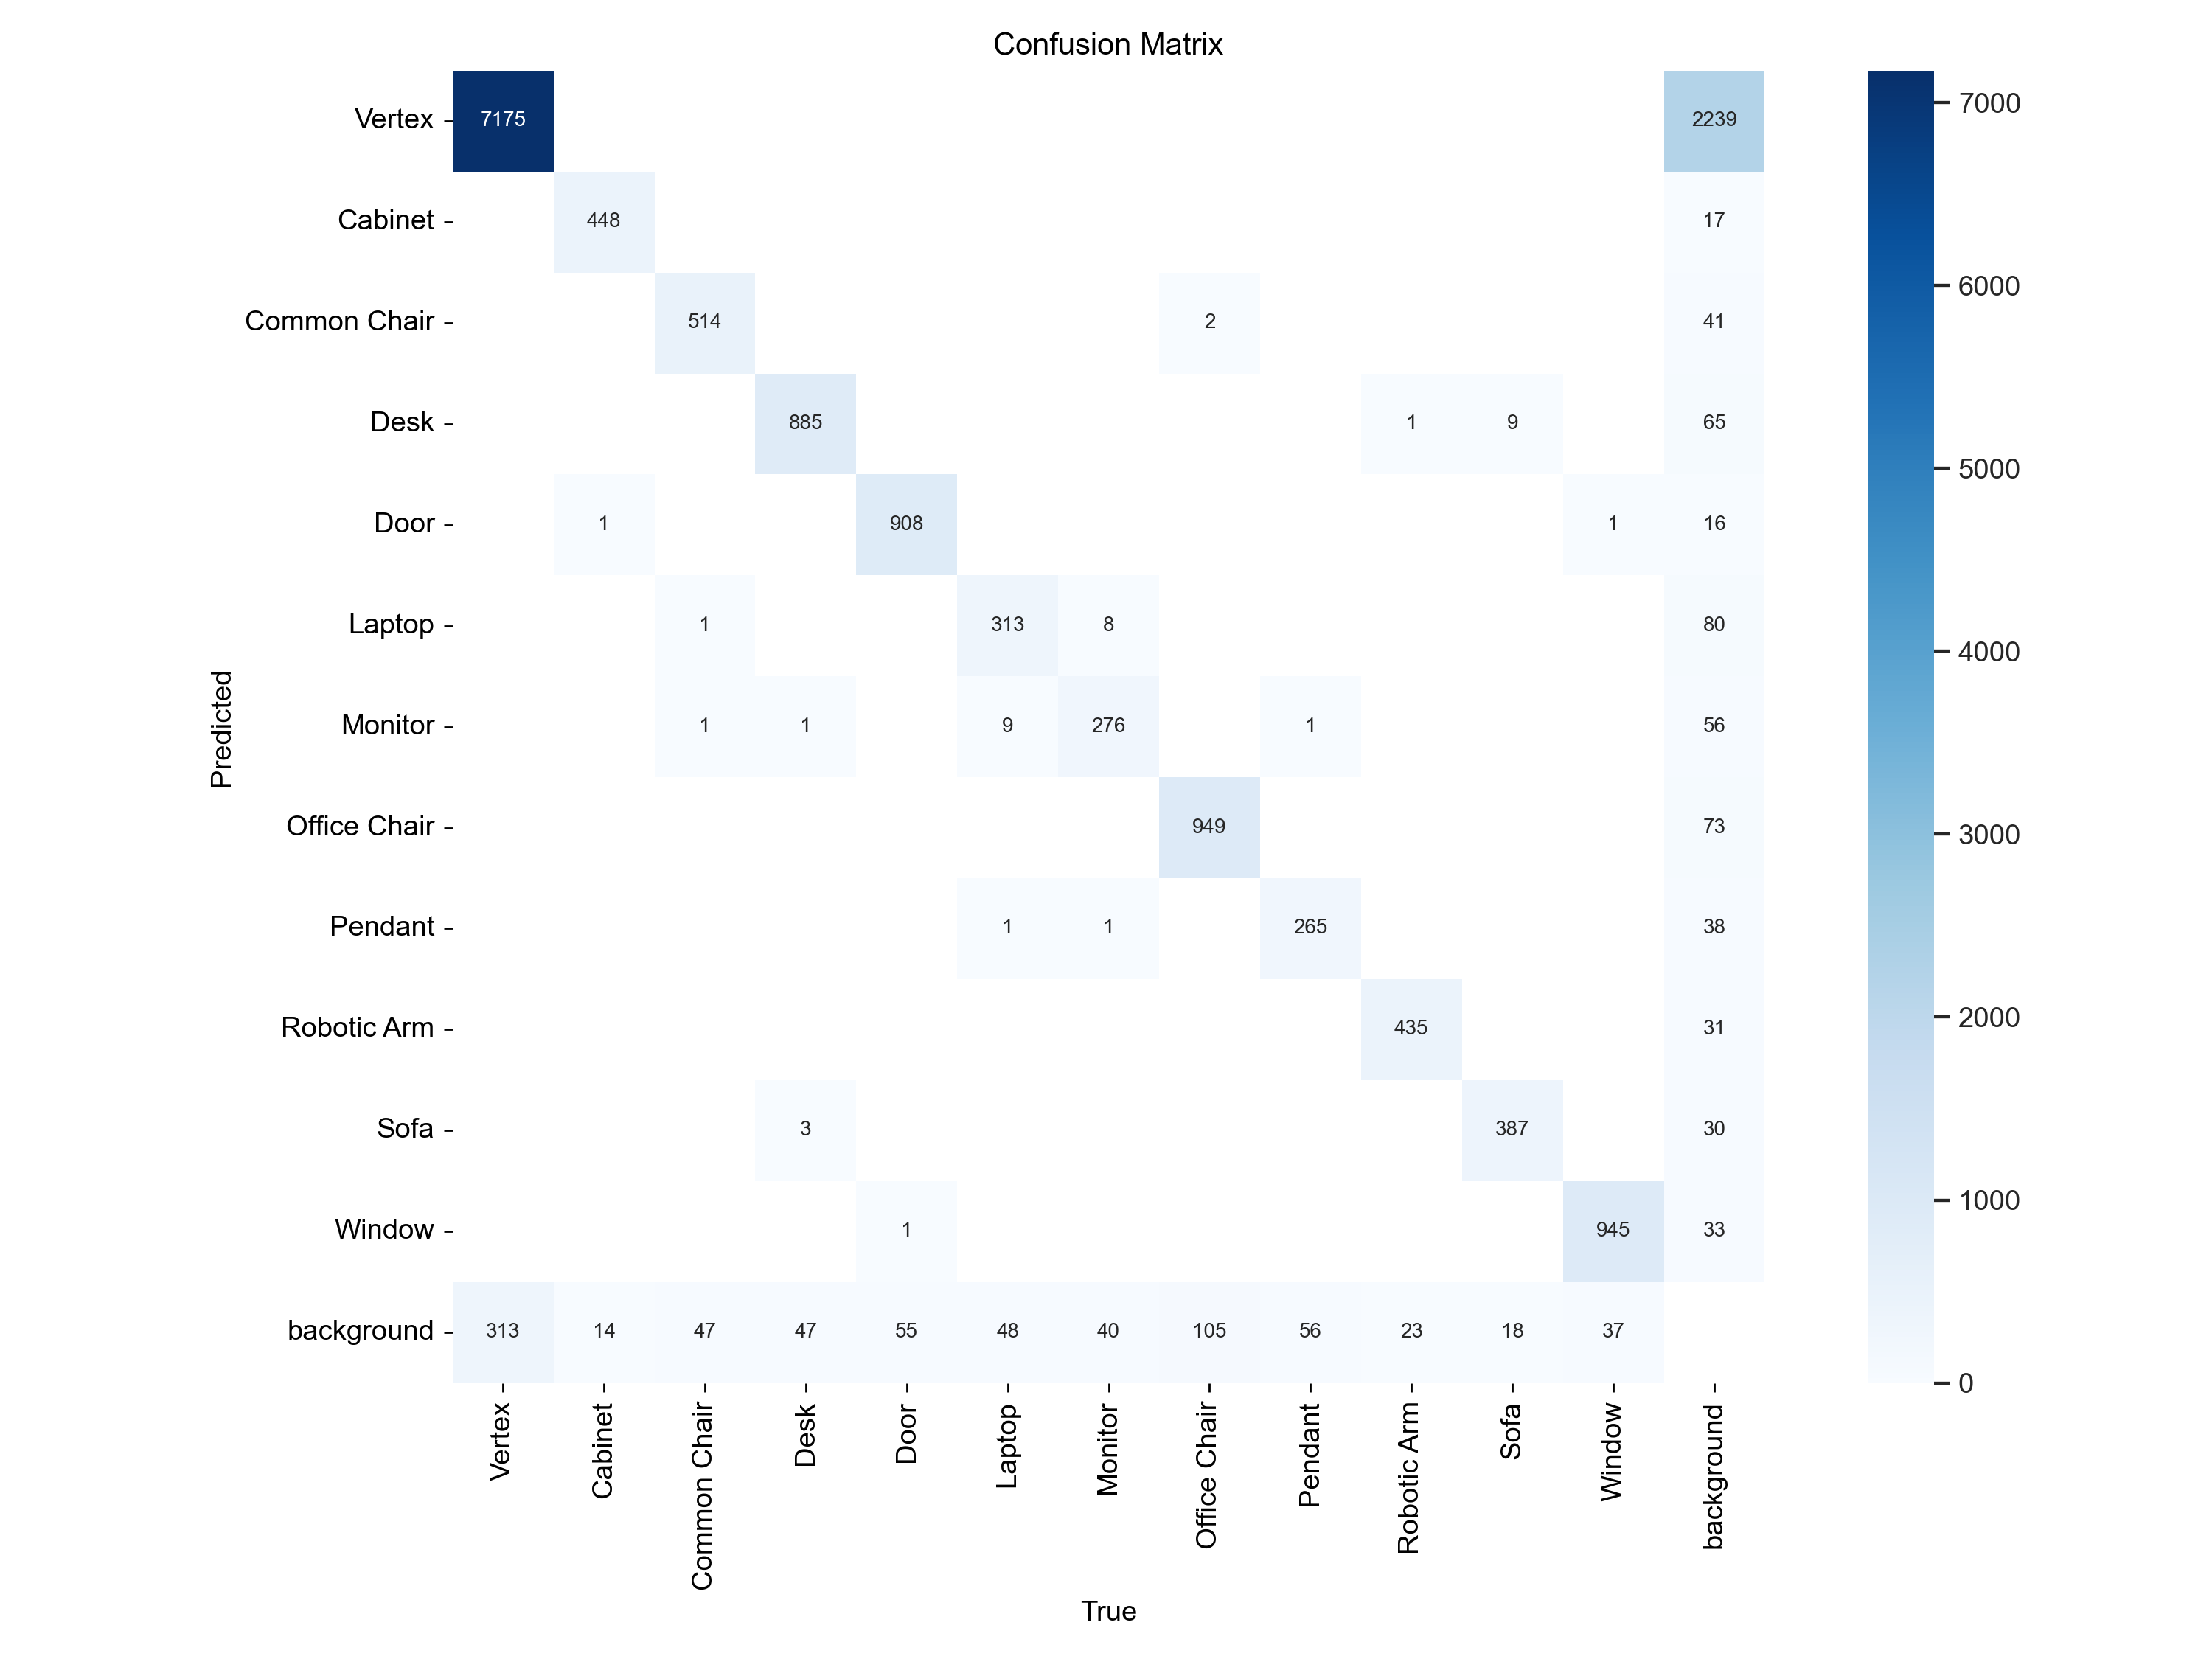 Confusion Matrix
Vertex 7175 2239
Cabinet 448 17
Common Chair 514 2 41
Desk 885 1 9 65
Door 1 908 1 16
Laptop 1 313 8 80
Monitor 1 1 9 276 1 56
Office Chair 949 73
Pendant 1 1 265 38
Robotic Arm 435 31
Sofa 3 387 30
Window 1 945 33
background 313 14 47 47 55 48 40 105 56 23 18 37
Predicted
Vertex Cabinet Common Chair Desk Door Laptop Monitor Office Chair Pendant Robotic Arm Sofa Window background
True
7000
6000
5000
4000
3000
2000
1000
0